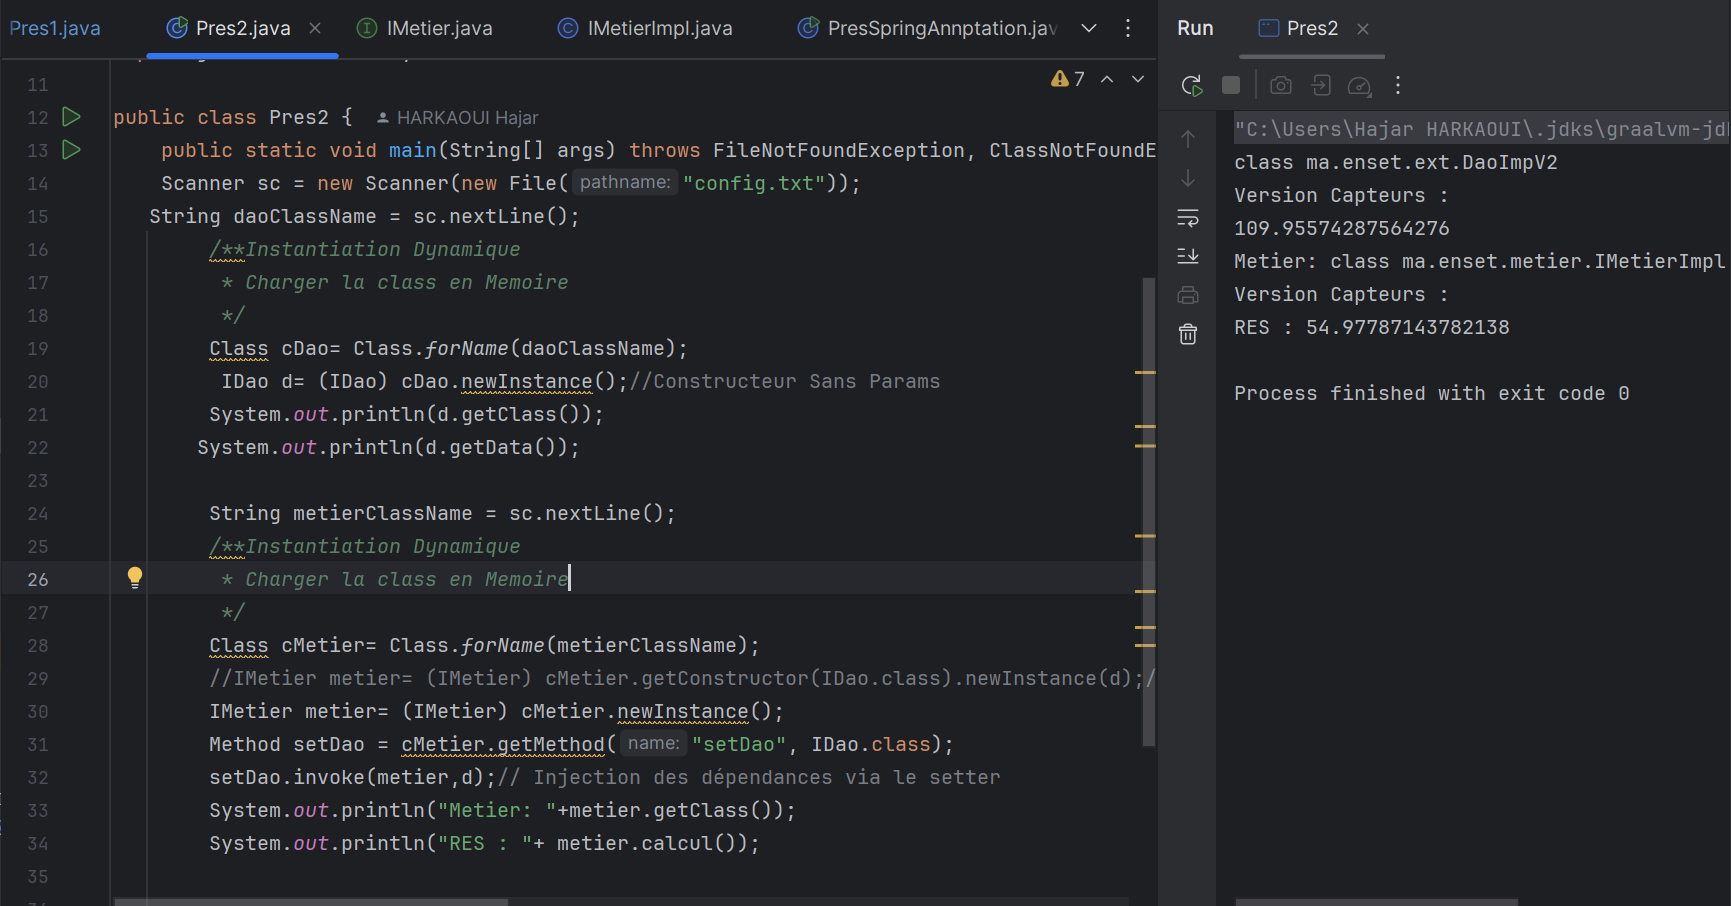 Pres1.java Pres2.java IMetier.java IMetierImpl.java PresSpringAnnptation.jav
7
11
12 public class Pres2 { HARKAOUI Hajar
13 public static void main(String[] args) throws FileNotFoundException, ClassNotFoundE
14 Scanner sc = new Scanner(new File( pathname: "config.txt"));
15 String daoClassName = sc.nextLine();
16 /**Instantiation Dynamique
17 * Charger la class en Memoire
18 */
19 Class cDao= Class.forName(daoClassName);
20 IDao d= (IDao) cDao.newInstance();//Constructeur Sans Params
21 System.out.println(d.getClass());
22 System.out.println(d.getData());
23
24 String metierClassName = sc.nextLine();
25 /**Instantiation Dynamique
26 * Charger la class en Memoire
27 */
28 Class cMetier= Class.forName(metierClassName);
29 //IMetier metier= (IMetier) cMetier.getConstructor(IDao.class).newInstance(d);/
30 IMetier metier= (IMetier) cMetier.newInstance();
31 Method setDao = cMetier.getMethod( name: "setDao", IDao.class);
32 setDao.invoke(metier,d);// Injection des dépendances via le setter
33 System.out.println("Metier: "+metier.getClass());
34 System.out.println("RES : "+ metier.calcul());
35
Run Pres2
"C:\Users\Hajar HARKAOUI\.jdks\graalvm-jd
class ma.enset.ext.DaoImpV2
Version Capteurs :
109.95574287564276
Metier: class ma.enset.metier.IMetierImpl
Version Capteurs :
RES : 54.97787143782138
Process finished with exit code 0